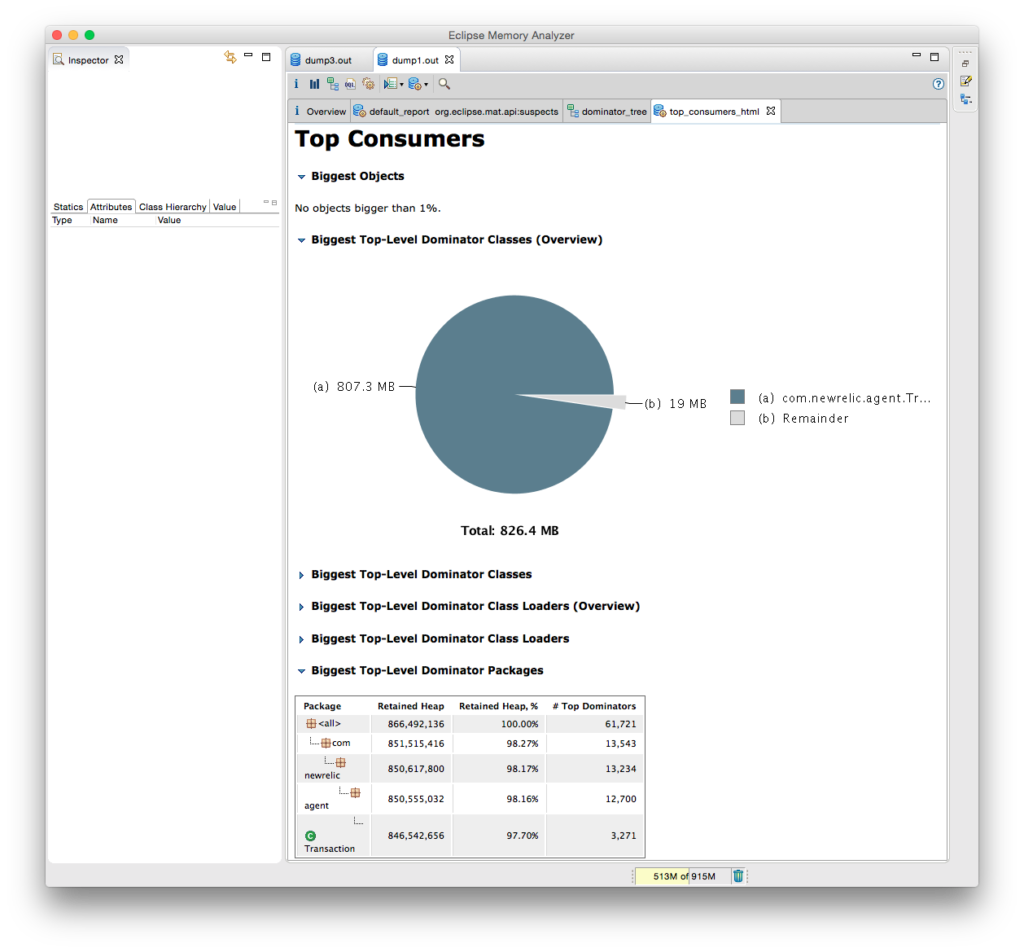 Eclipse Memory Analyzer
Inspector
dump3.out
dump1.out
Overview
default_report org.eclipse.mat.api:suspects
dominator_tree
top_consumers_html
Statics
Attributes
Class Hierarchy
Value
Type Name Value
Top Consumers
Biggest Objects
No objects bigger than 1%.
Biggest Top-Level Dominator Classes (Overview)
(a) 807.3 MB
(b) 19 MB
(a) com.newrelic.agent.Tr...
(b) Remainder
Total: 826.4 MB
Biggest Top-Level Dominator Classes
Biggest Top-Level Dominator Class Loaders (Overview)
Biggest Top-Level Dominator Class Loaders
Biggest Top-Level Dominator Packages
Package Retained Heap Retained Heap, % # Top Dominators
<all> 866,492,136 100.00% 61,721
com 851,515,416 98.27% 13,543
newrelic 850,617,800 98.17% 13,234
agent 850,555,032 98.16% 12,700
Transaction 846,542,656 97.70% 3,271
513M of 915M